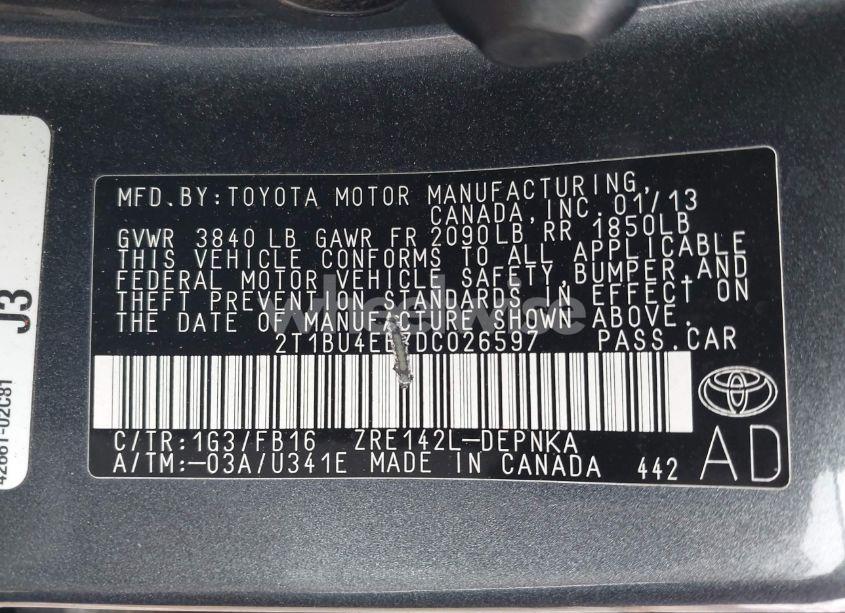 MFD. BY: TOYOTA MOTOR MANUFACTURING,
CANADA, INC. 01/13
GVWR 3840 LB GAWR FR 2090LB RR 1850LB
THIS VEHICLE CONFORMS TO ALL APPLICABLE
FEDERAL MOTOR VEHICLE SAFETY, BUMPER, AND
THEFT PREVENTION STANDARDS IN EFFECT ON
THE DATE OF MANUFACTURE SHOWN ABOVE.
PASS. CAR
C/TR: 1G3/FB16 ZRE142L-DEPNKA
A/TM: -03A/U341E MADE IN CANADA 442
AD
J3
42661-02C81